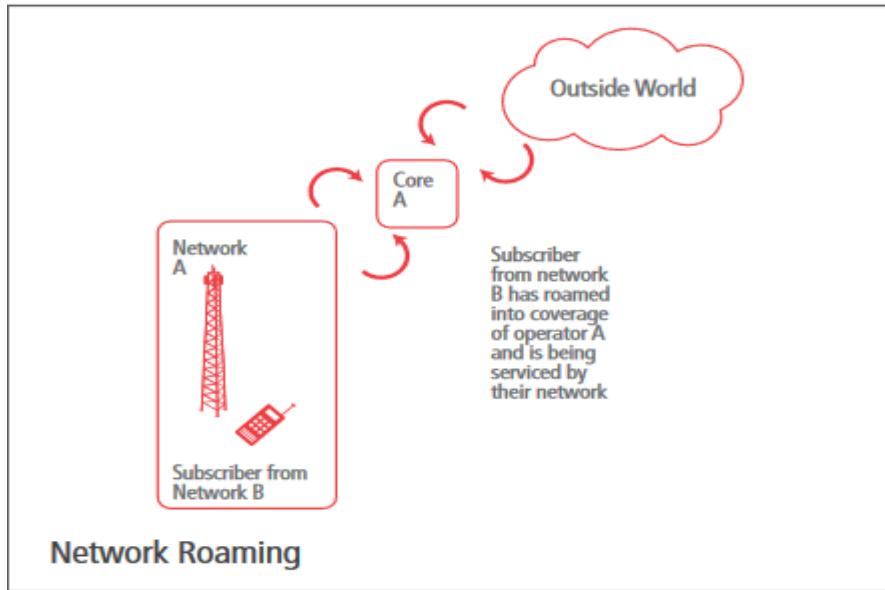 Outside World
Core
A
Network
A
Subscriber
from network
B has roamed
into coverage
of operator A
and is being
serviced by
their network
Subscriber from
Network B
Network Roaming